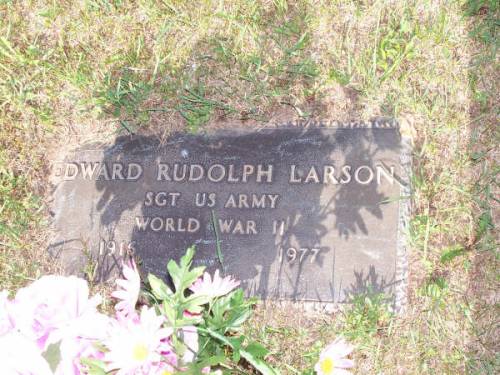 EDWARD RUDOLPH LARSON
SGT US ARMY
WORLD WAR II
1916 1977